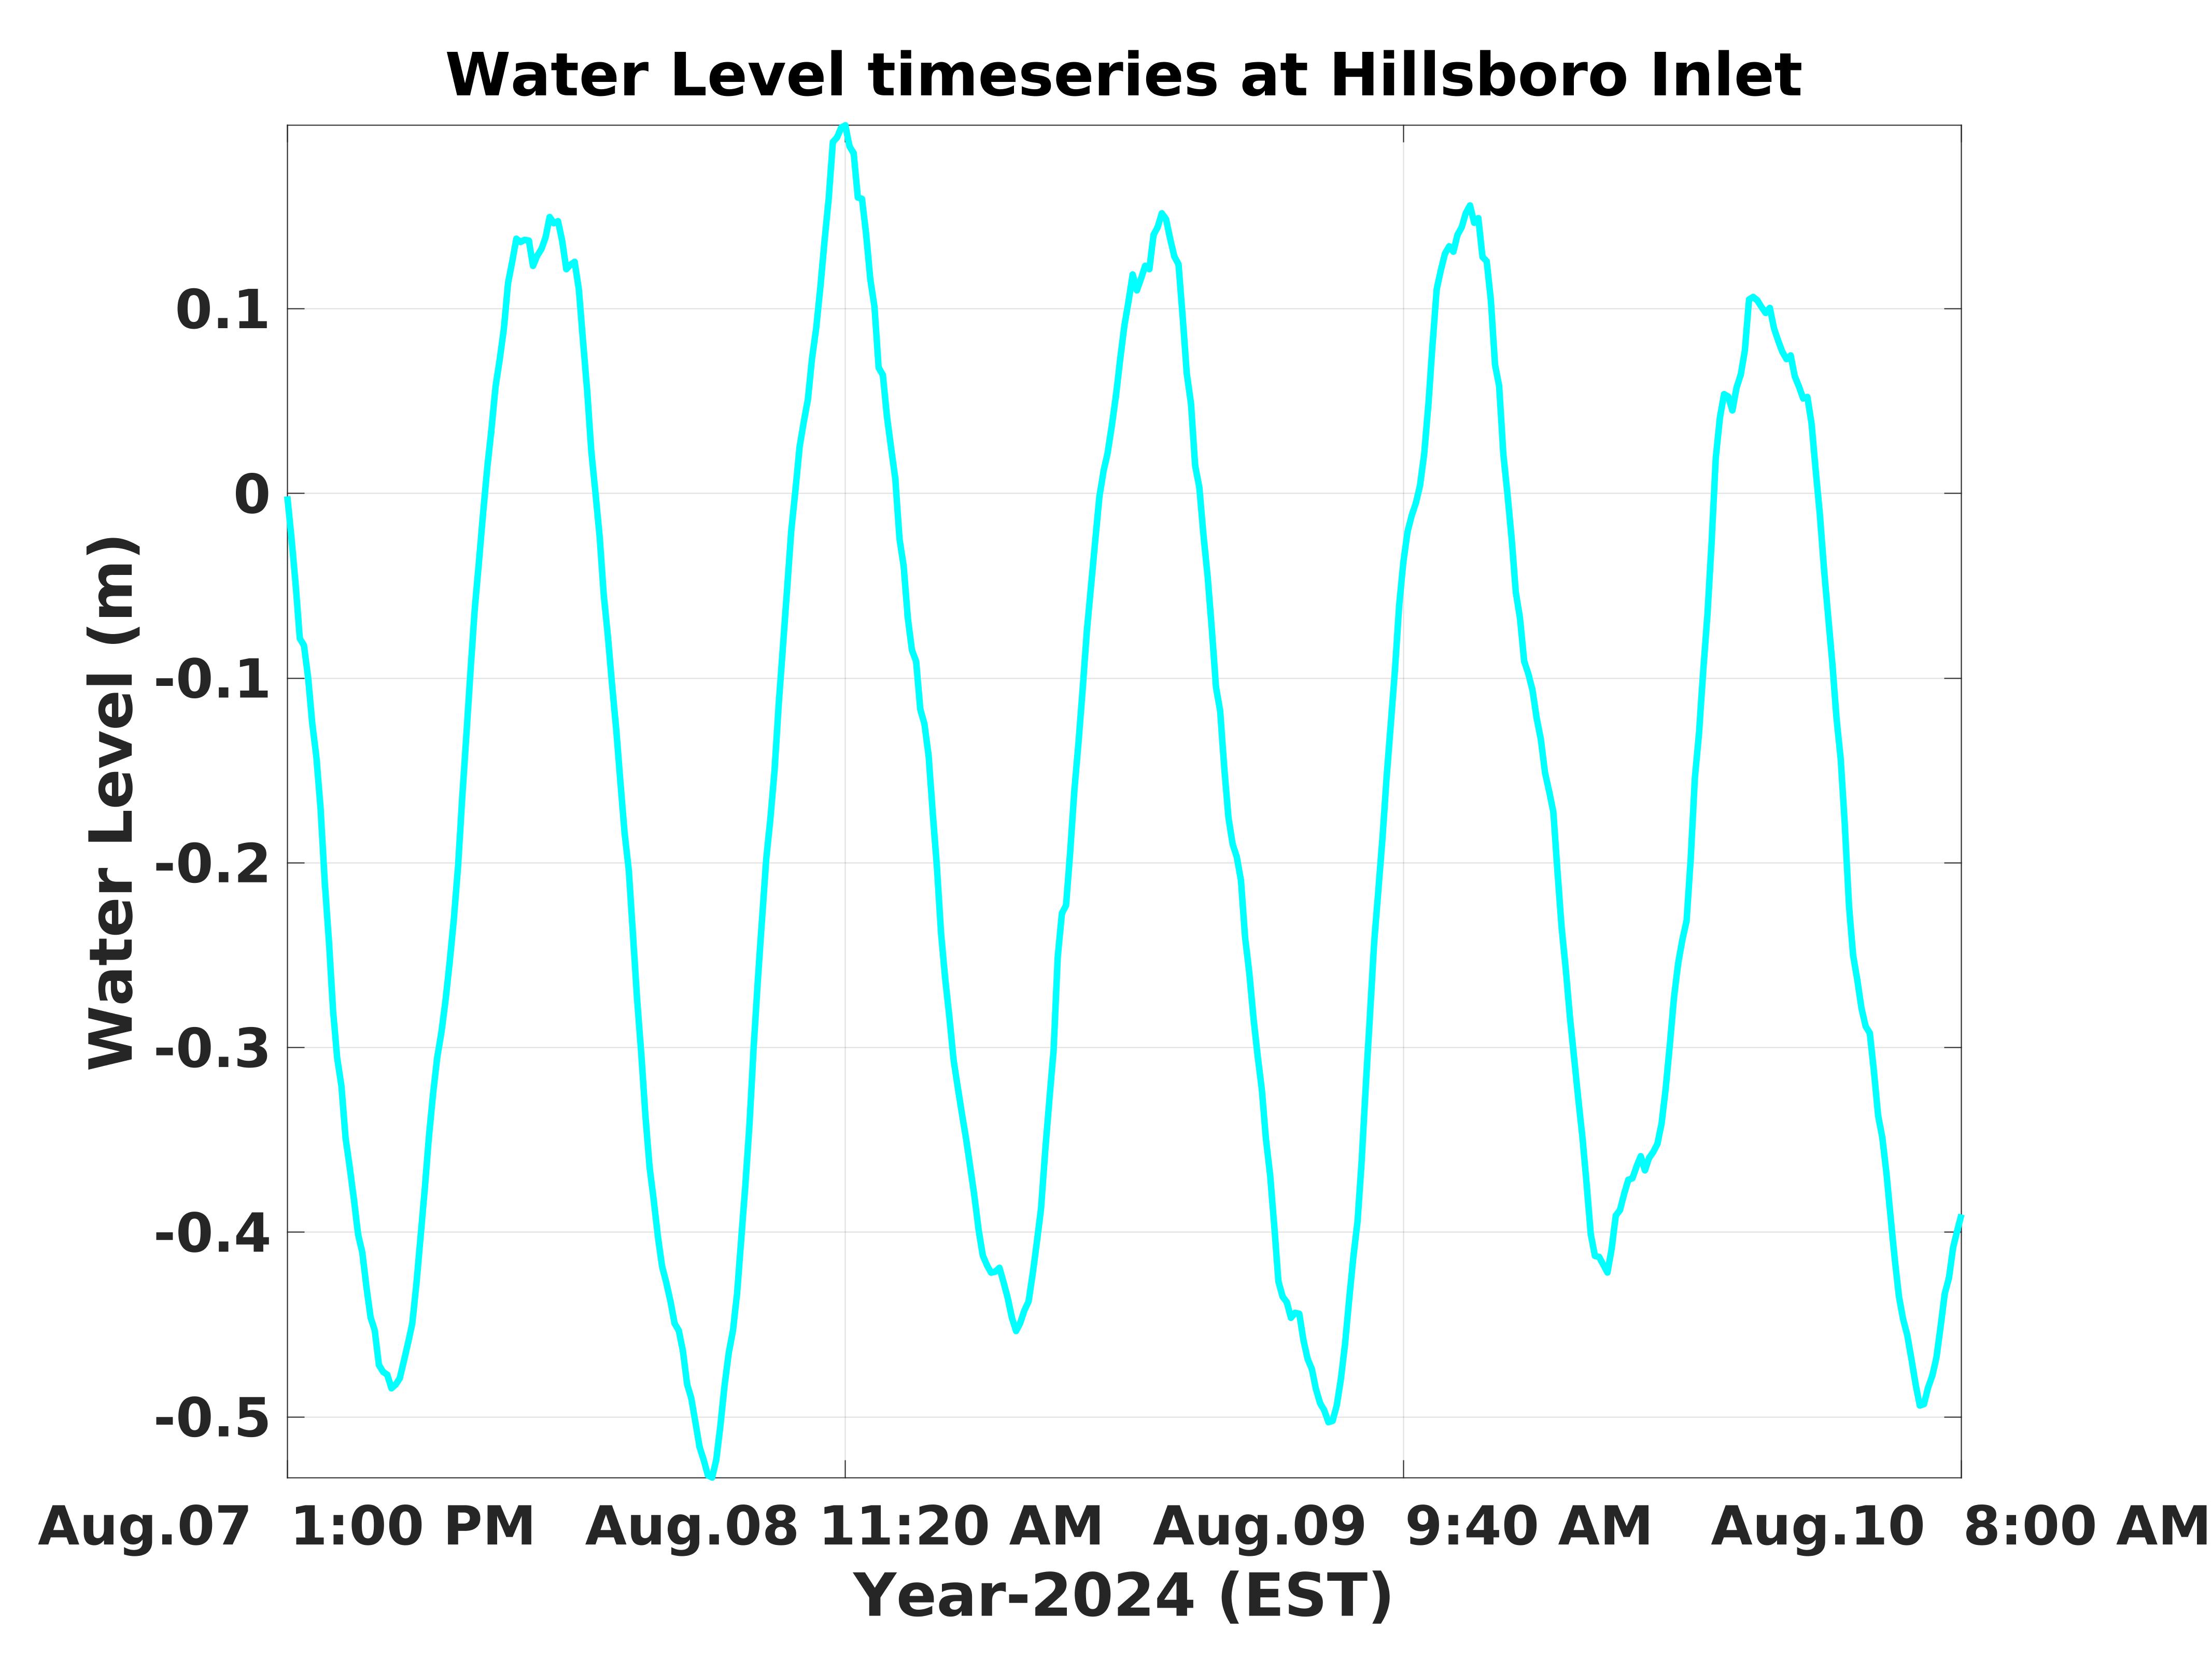 Water Level timeseries at Hillsboro Inlet
Water Level (m)
0.1
0
-0.1
-0.2
-0.3
-0.4
-0.5
Aug.07 1:00 PM Aug.08 11:20 AM Aug.09 9:40 AM Aug.10 8:00 AM
Year-2024 (EST)